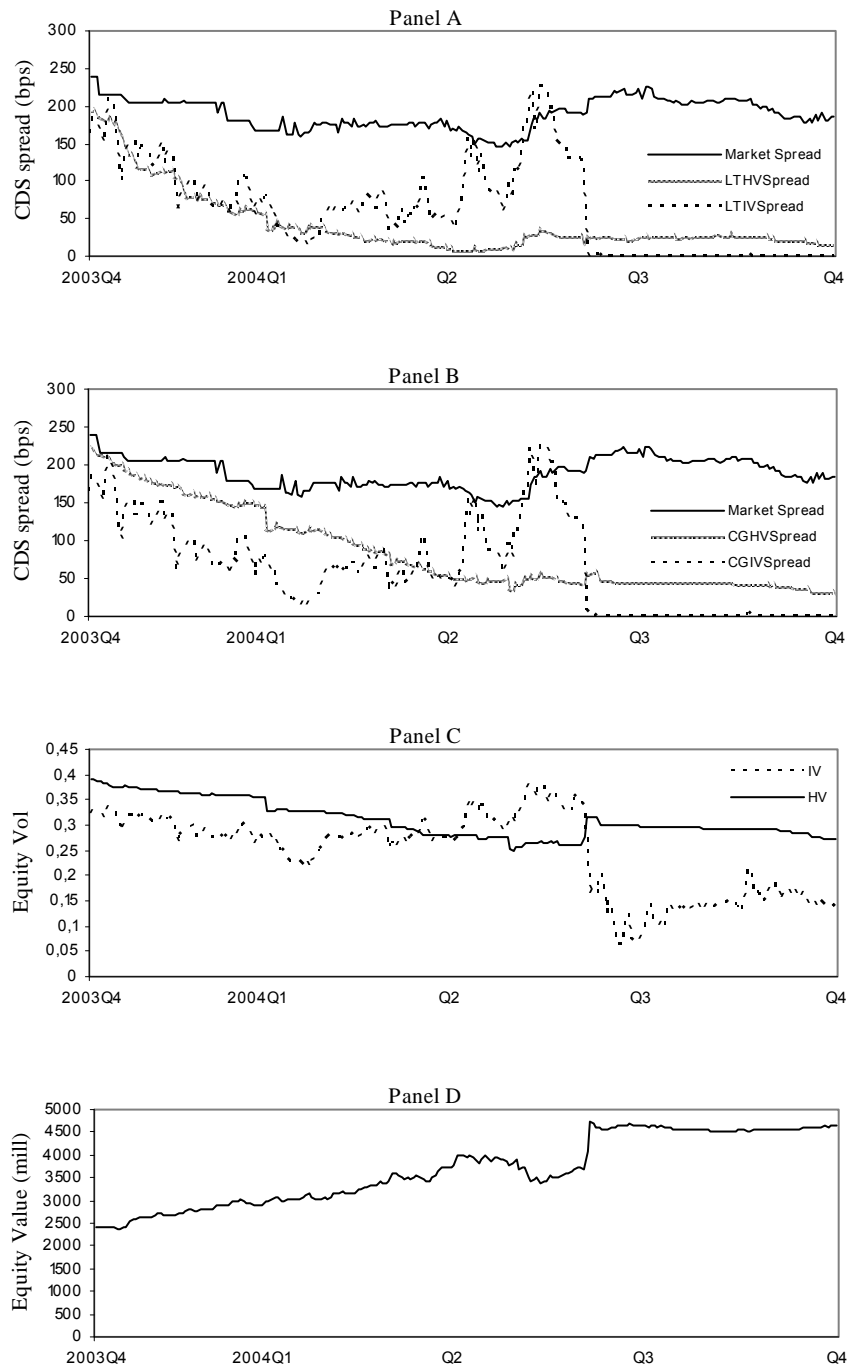 Panel A
CDS spread (bps)
300
250
200
150
100
50
0
Market Spread
LTHVSpread
LTIVSpread
2003Q4 2004Q1 Q2 Q3 Q4
Panel B
CDS spread (bps)
300
250
200
150
100
50
0
Market Spread
CGHVSpread
CGIVSpread
2003Q4 2004Q1 Q2 Q3 Q4
Panel C
Equity Vol
0,45
0,4
0,35
0,3
0,25
0,2
0,15
0,1
0,05
0
IV
HV
2003Q4 2004Q1 Q2 Q3 Q4
Panel D
Equity Value (mill)
5000
4500
4000
3500
3000
2500
2000
1500
1000
500
0
2003Q4 2004Q1 Q2 Q3 Q4